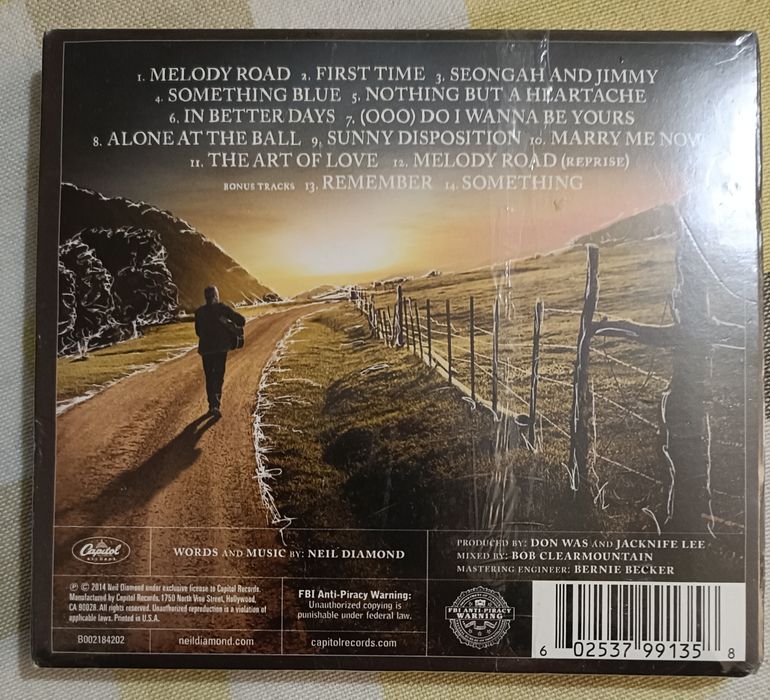 1. MELODY ROAD 2. FIRST TIME 3. SEONGAH AND JIMMY
4. SOMETHING BLUE 5. NOTHING BUT A HEARTACHE
6. IN BETTER DAYS 7. (OOO) DO I WANNA BE YOURS
8. ALONE AT THE BALL 9. SUNNY DISPOSITION 10. MARRY ME NOW
11. THE ART OF LOVE 12. MELODY ROAD (REPRISE)
BONUS TRACKS 13. REMEMBER 14. SOMETHING
Capitol
RECORDS
WORDS AND MUSIC BY: NEIL DIAMOND
PRODUCED BY: DON WAS AND JACKNIFE LEE
MIXED BY: BOB CLEARMOUNTAIN
MASTERING ENGINEER: BERNIE BECKER
℗ © 2014 Neil Diamond under exclusive license to Capitol Records.
Manufactured by Capitol Records, 1750 North Vine Street, Hollywood,
CA 90028. All rights reserved. Unauthorized reproduction is a violation of
applicable laws. Printed in U.S.A.
FBI Anti-Piracy Warning:
Unauthorized copying is
punishable under federal law.
FBI ANTI-PIRACY
WARNING
B002184202
neildiamond.com
capitolrecords.com
6 02537 99135 8